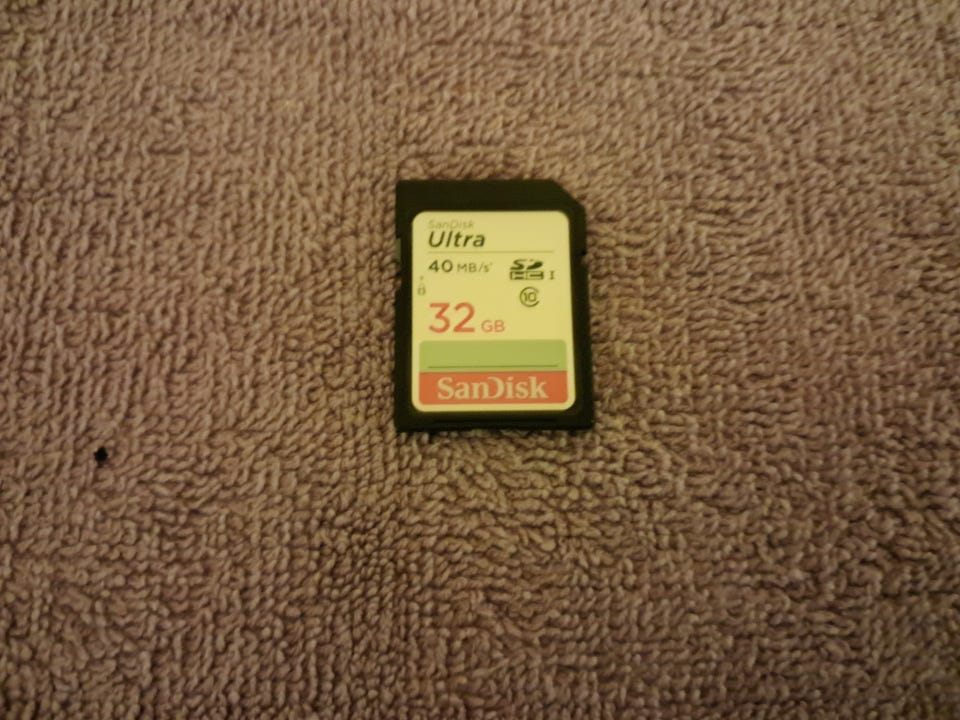 SanDisk
Ultra
40 MB/s*
SD HC I
10
32 GB
SanDisk